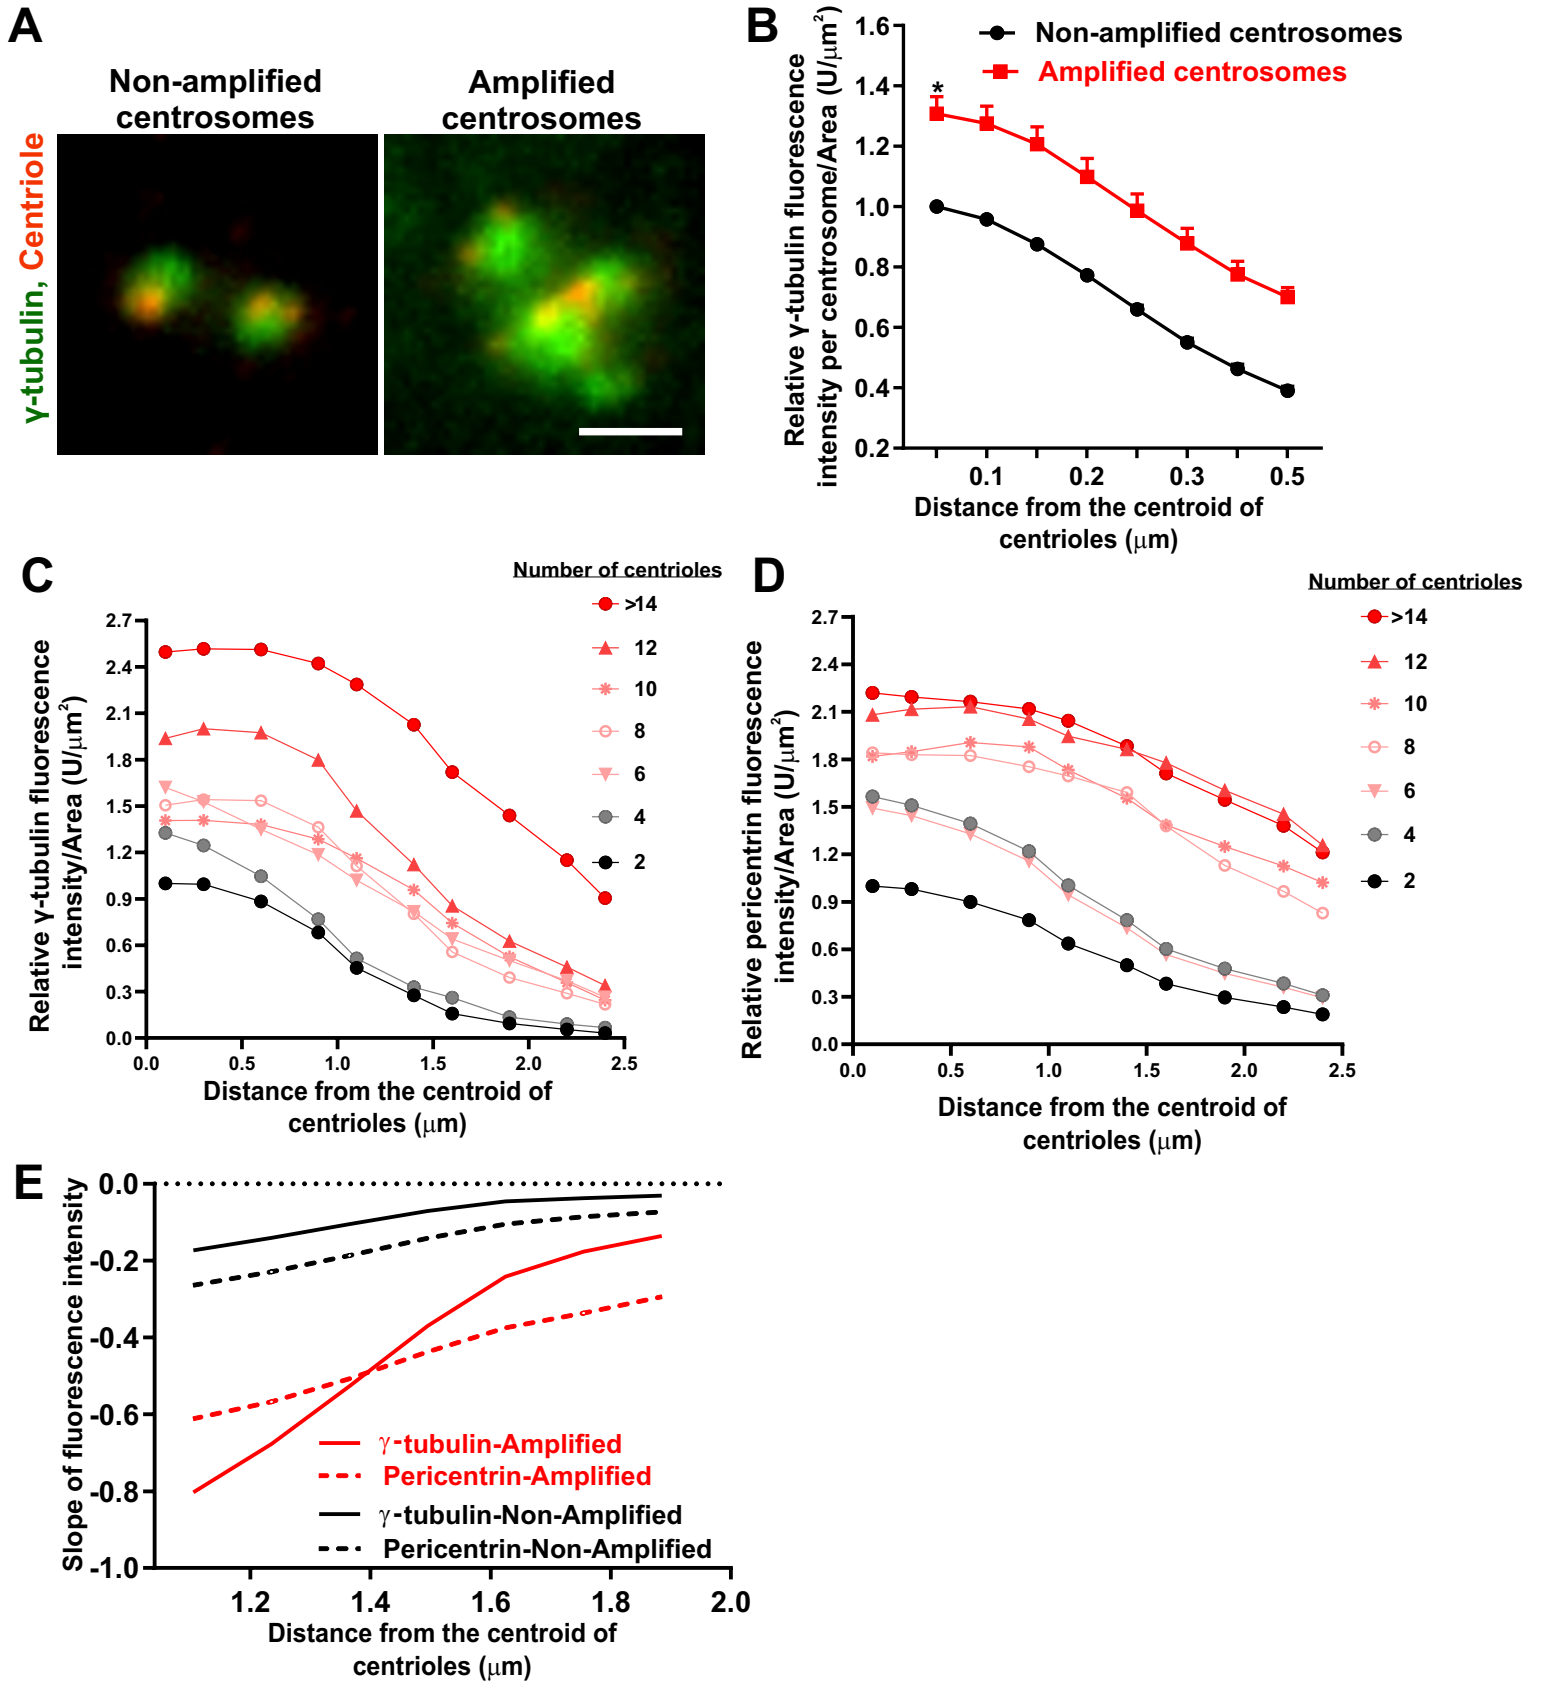 A
Non-amplified
centrosomes
Amplified
centrosomes
γ-tubulin, Centriole
B
Relative γ-tubulin fluorescence
intensity per centrosome/Area (U/μm²)
1.6
1.4
1.2
1.0
0.8
0.6
0.4
0.2
*
Non-amplified centrosomes
Amplified centrosomes
0.1 0.2 0.3 0.5
Distance from the centroid of
centrioles (μm)
C
Number of centrioles
>14
12
10
8
6
4
2
Relative γ-tubulin fluorescence
intensity/Area (U/μm²)
2.7
2.4
2.1
1.8
1.5
1.2
0.9
0.6
0.3
0.0
0.0 0.5 1.0 1.5 2.0 2.5
Distance from the centroid of
centrioles (μm)
D
Number of centrioles
>14
12
10
8
6
4
2
Relative pericentrin fluorescence
intensity/Area (U/μm²)
2.7
2.4
2.1
1.8
1.5
1.2
0.9
0.6
0.3
0.0
0.0 0.5 1.0 1.5 2.0 2.5
Distance from the centroid of
centrioles (μm)
E
Slope of fluorescence intensity
0.0
-0.2
-0.4
-0.6
-0.8
-1.0
γ-tubulin-Amplified
Pericentrin-Amplified
γ-tubulin-Non-Amplified
Pericentrin-Non-Amplified
1.2 1.4 1.6 1.8 2.0
Distance from the centroid of
centrioles (μm)